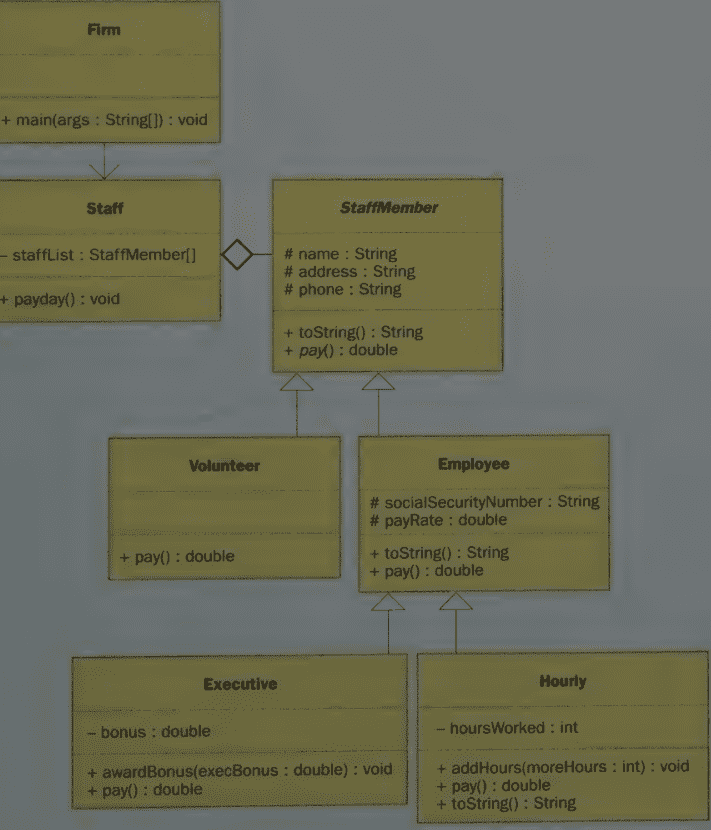 Firm
+ main(args : String[]) : void
Staff
– staffList : StaffMember[]
+ payday() : void
StaffMember
# name : String
# address : String
# phone : String
+ toString() : String
+ pay() : double
Volunteer
+ pay() : double
Employee
# socialSecurityNumber : String
# payRate : double
+ toString() : String
+ pay() : double
Executive
– bonus : double
+ awardBonus(execBonus : double) : void
+ pay() : double
Hourly
– hoursWorked : int
+ addHours(moreHours : int) : void
+ pay() : double
+ toString() : String